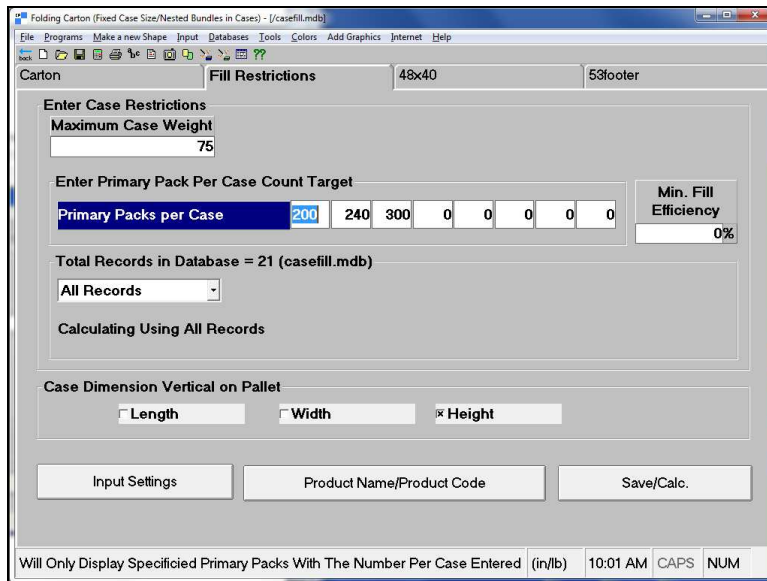 Folding Carton (Fixed Case Size/Nested Bundles in Cases) - [/casefill.mdb]
File Programs Make a new Shape Input Databases Tools Colors Add Graphics Internet Help
back ??
Carton Fill Restrictions 48x40 53footer
Enter Case Restrictions
Maximum Case Weight
75
Enter Primary Pack Per Case Count Target
Min. Fill
Efficiency
Primary Packs per Case 200 240 300 0 0 0 0 0
0%
Total Records in Database = 21 (casefill.mdb)
All Records
Calculating Using All Records
Case Dimension Vertical on Pallet
Length Width Height
Input Settings Product Name/Product Code Save/Calc.
Will Only Display Specificied Primary Packs With The Number Per Case Entered (in/lb) 10:01 AM CAPS NUM